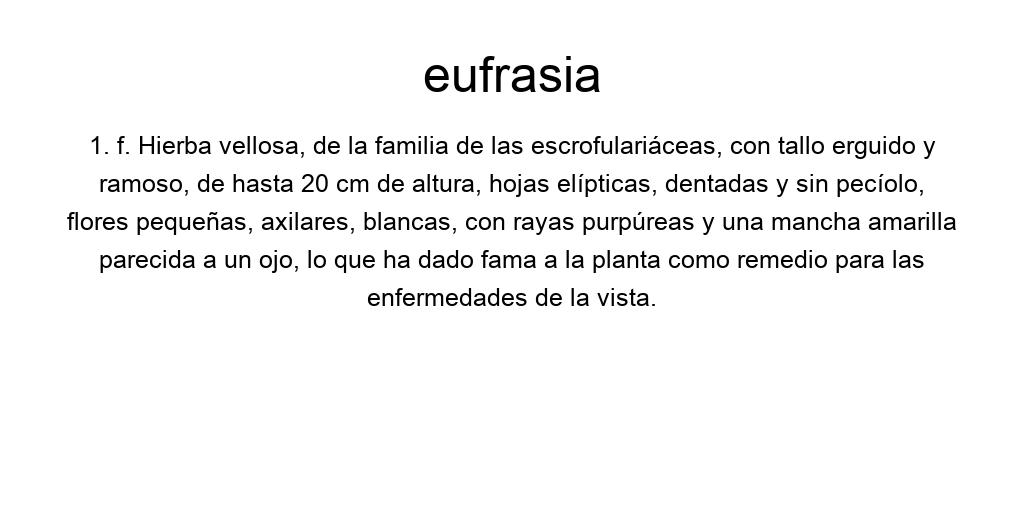 eufrasia
1. f. Hierba vellosa, de la familia de las escrofulariáceas, con tallo erguido y
ramoso, de hasta 20 cm de altura, hojas elípticas, dentadas y sin pecíolo,
flores pequeñas, axilares, blancas, con rayas purpúreas y una mancha amarilla
parecida a un ojo, lo que ha dado fama a la planta como remedio para las
enfermedades de la vista.